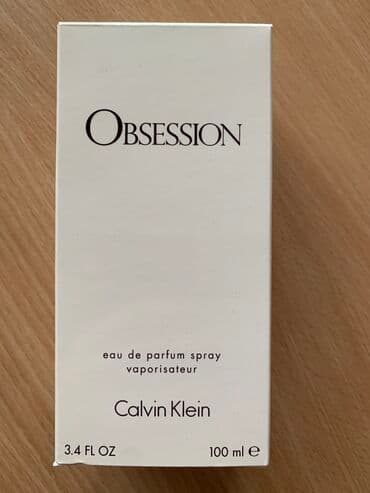 OBSESSION
eau de parfum spray
vaporisateur
Calvin Klein
3.4 FL OZ 100 ml ℮